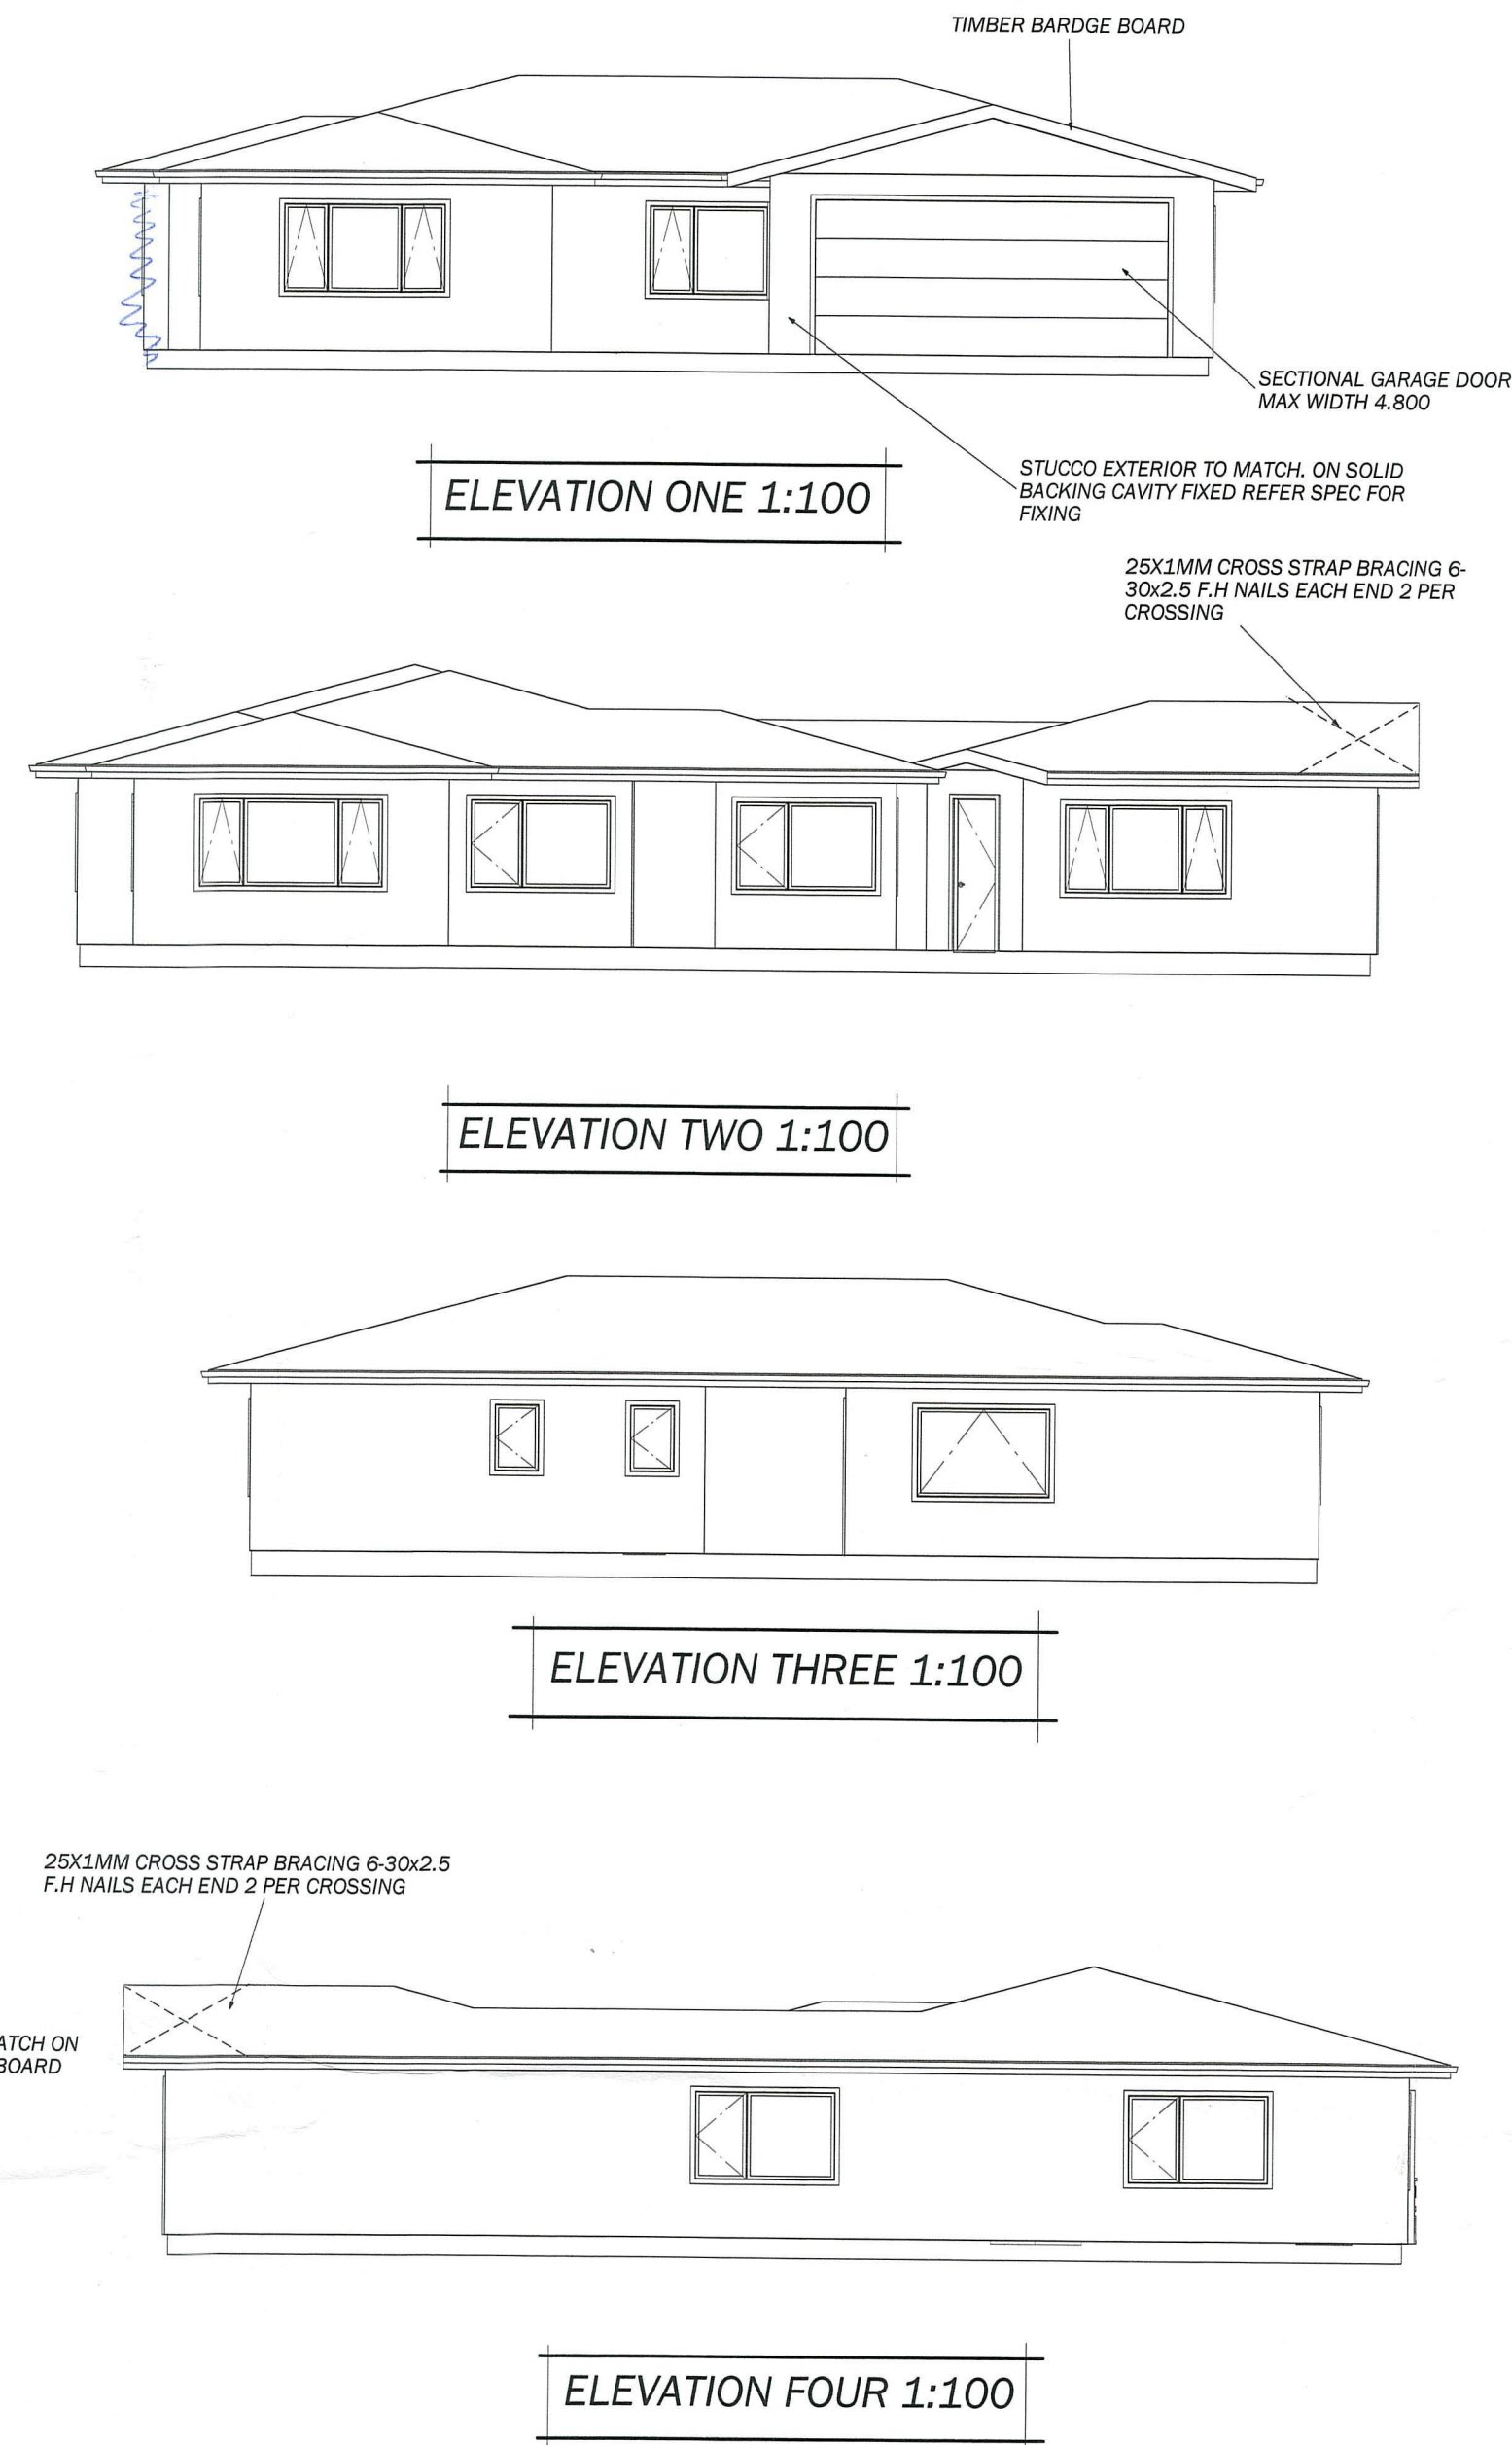 TIMBER BARDGE BOARD
SECTIONAL GARAGE DOOR
MAX WIDTH 4.800
STUCCO EXTERIOR TO MATCH. ON SOLID
BACKING CAVITY FIXED REFER SPEC FOR
FIXING
ELEVATION ONE 1:100
25X1MM CROSS STRAP BRACING 6-
30x2.5 F.H NAILS EACH END 2 PER
CROSSING
ELEVATION TWO 1:100
ELEVATION THREE 1:100
25X1MM CROSS STRAP BRACING 6-30x2.5
F.H NAILS EACH END 2 PER CROSSING
ATCH ON
BOARD
ELEVATION FOUR 1:100